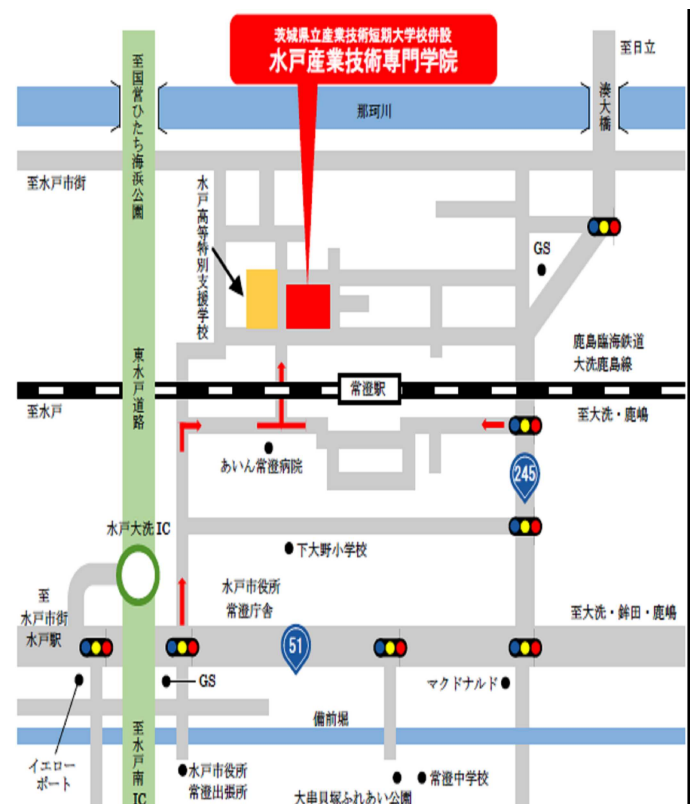 茨城県立産業技術短期大学校併設
水戸産業技術専門学院
至日立
至国営ひたち海浜公園
那珂川
湊大橋
至水戸市街
水戸高等特別支援学校
GS
鹿島臨海鉄道
大洗鹿島線
東水戸道路
常澄駅
至水戸
至大洗・鹿嶋
あいん常澄病院
245
水戸大洗IC
下大野小学校
至
水戸市街
水戸駅
水戸市役所
常澄庁舎
至大洗・鉾田・鹿嶋
51
GS
マクドナルド
備前堀
至水戸南IC
イエロー
ポート
水戸市役所
常澄出張所
常澄中学校
大串貝塚ふれあい公園